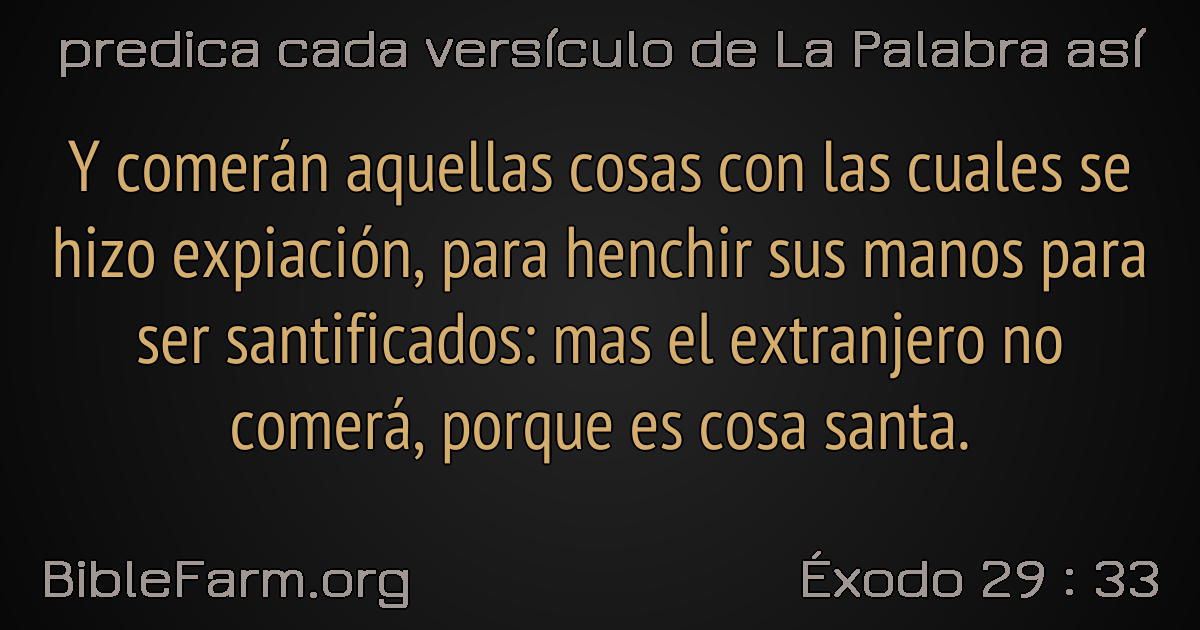 predica cada versículo de La Palabra así
Y comerán aquellas cosas con las cuales se
hizo expiación, para henchir sus manos para
ser santificados: mas el extranjero no
comerá, porque es cosa santa.
BibleFarm.org
Éxodo 29 : 33